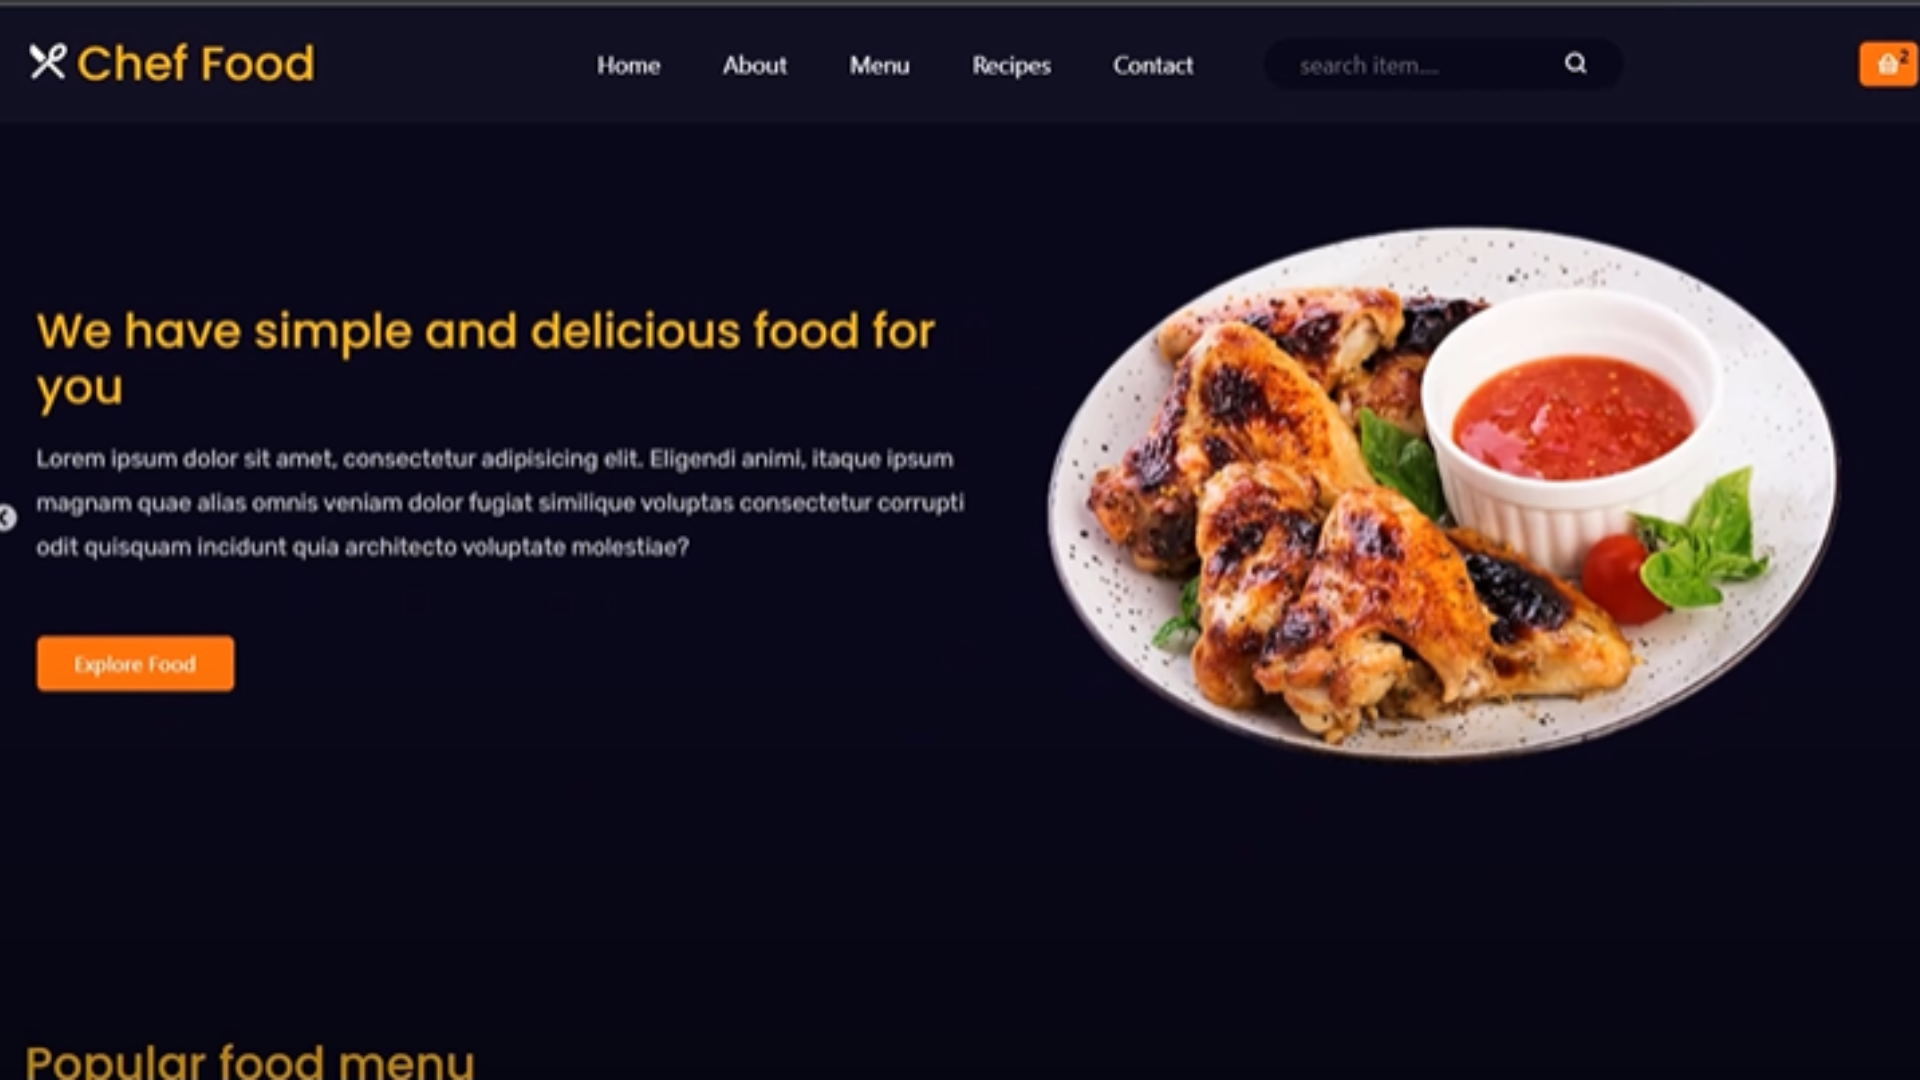 Chef Food
Home About Menu Recipes Contact search item....
2
We have simple and delicious food for
you
Lorem ipsum dolor sit amet, consectetur adipisicing elit. Eligendi animi, itaque ipsum
magnam quae alias omnis veniam dolor fugiat similique voluptas consectetur corrupti
odit quisquam incidunt quia architecto voluptate molestiae?
Explore Food
Popular food menu